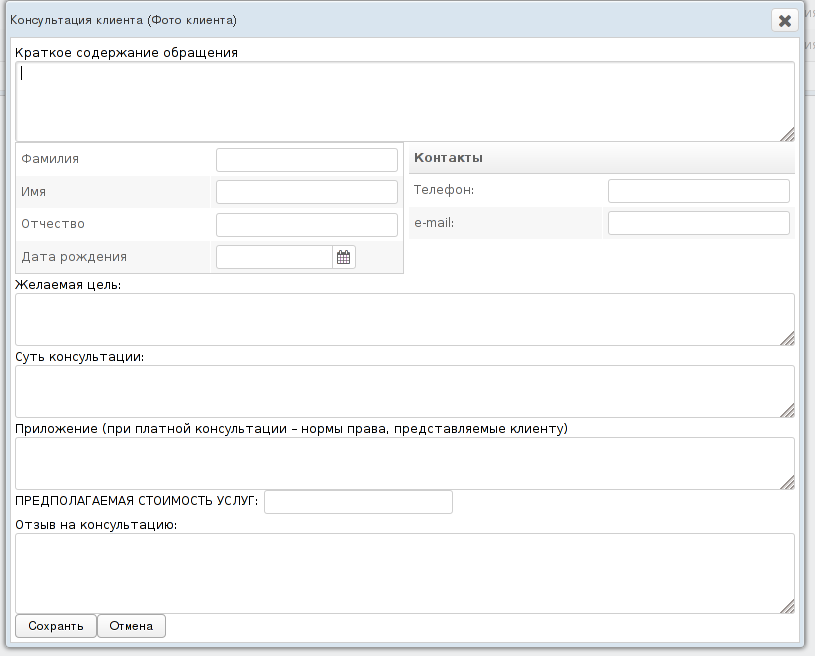 Консультация клиента (Фото клиента)
Краткое содержание обращения
Фамилия
Имя
Отчество
Дата рождения
Контакты
Телефон:
e-mail:
Желаемая цель:
Суть консультации:
Приложение (при платной консультации – нормы права, представляемые клиенту)
ПРЕДПОЛАГАЕМАЯ СТОИМОСТЬ УСЛУГ:
Отзыв на консультацию:
Сохранть Отмена